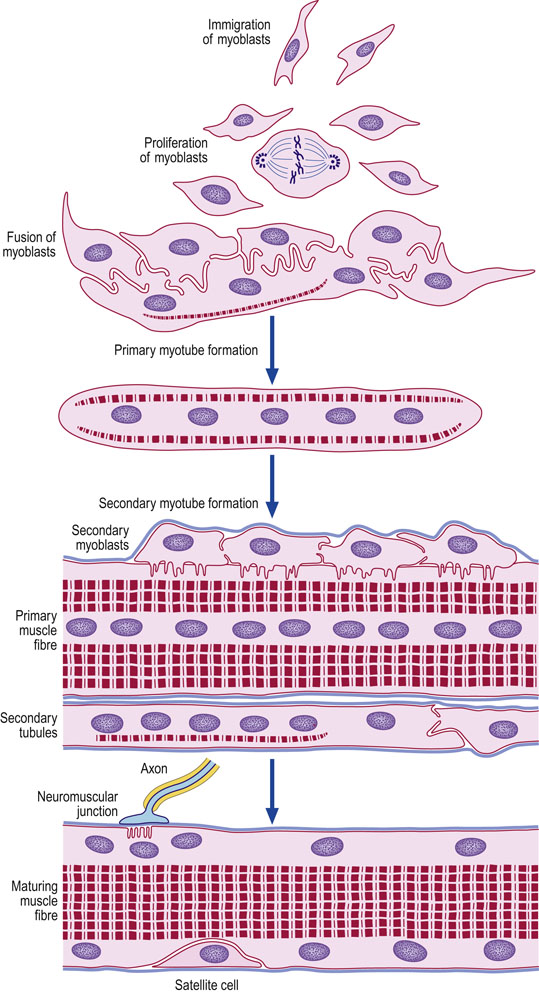 Immigration
of myoblasts
Proliferation
of myoblasts
Fusion of
myoblasts
Primary myotube formation
Secondary myotube formation
Secondary
myoblasts
Primary
muscle
fibre
Secondary
tubules
Axon
Neuromuscular
junction
Maturing
muscle
fibre
Satellite cell